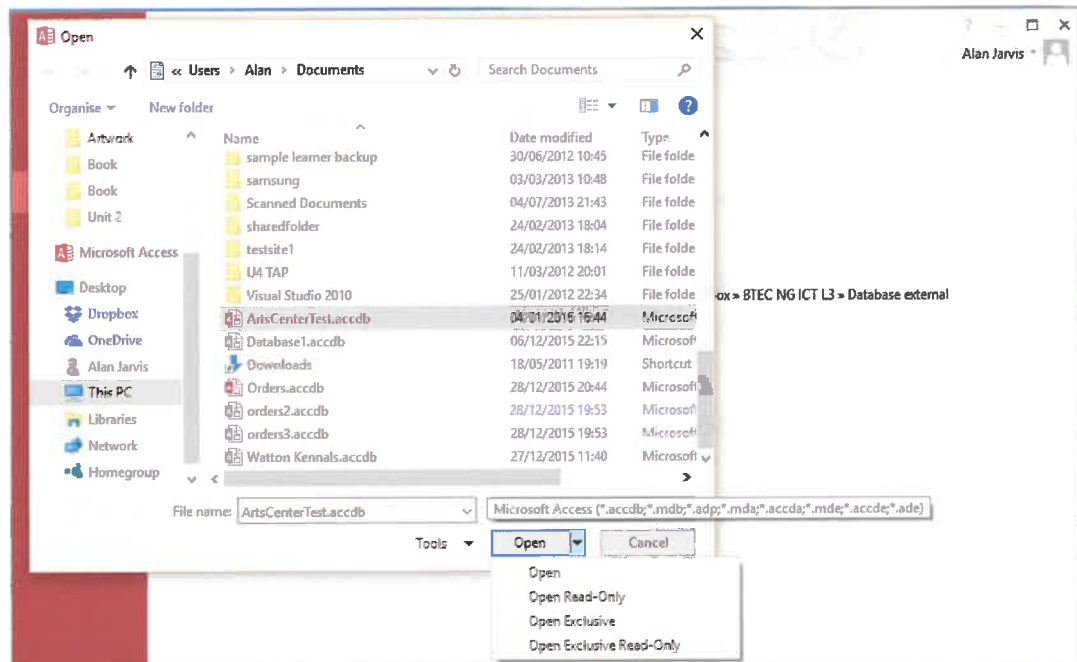 Open
Alan Jarvis
« Users > Alan > Documents
Search Documents
Organise
New folder
Artwork
Book
Book
Unit 2
Microsoft Access
Desktop
Dropbox
OneDrive
Alan Jarvis
This PC
Libraries
Network
Homegroup
Name Date modified Type
sample learner backup 30/06/2012 10:45 File folde
samsung 03/03/2013 10:48 File folde
Scanned Documents 04/07/2013 21:43 File folde
sharedfolder 24/02/2013 18:04 File folde
testsite1 24/02/2013 18:14 File folde
U4 TAP 11/03/2012 20:01 File folde
Visual Studio 2010 25/01/2012 22:34 File folde
ArtsCenterTest.accdb 04/01/2016 16:44 Microsoft
Database1.accdb 06/12/2015 22:15 Microsoft
Downloads 18/05/2011 19:19 Shortcut
Orders.accdb 28/12/2015 20:44 Microsoft
orders2.accdb 28/12/2015 19:53 Microsoft
orders3.accdb 28/12/2015 19:53 Microsoft
Watton Kennals.accdb 27/12/2015 11:40 Microsoft
ox » BTEC NG ICT L3 » Database external
File name: ArtsCenterTest.accdb
Microsoft Access (*.accdb;*.mdb;*.adp;*.mda;*.accda;*.mde;*.accde;*.ade)
Tools
Open
Cancel
Open
Open Read-Only
Open Exclusive
Open Exclusive Read-Only